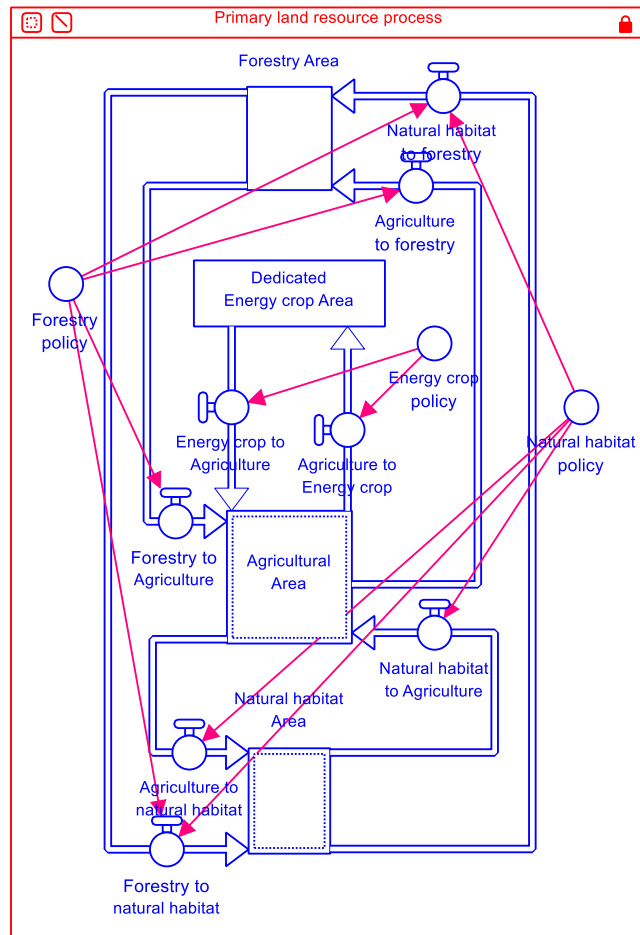 Primary land resource process
Forestry Area
Natural habitat
to forestry
Agriculture
to forestry
Dedicated
Energy crop Area
Forestry
policy
Energy crop
policy
Natural habitat
policy
Energy crop to
Agriculture
Agriculture to
Energy crop
Forestry to
Agriculture
Agricultural
Area
Natural habitat
to Agriculture
Natural habitat
Area
Agriculture to
natural habitat
Forestry to
natural habitat